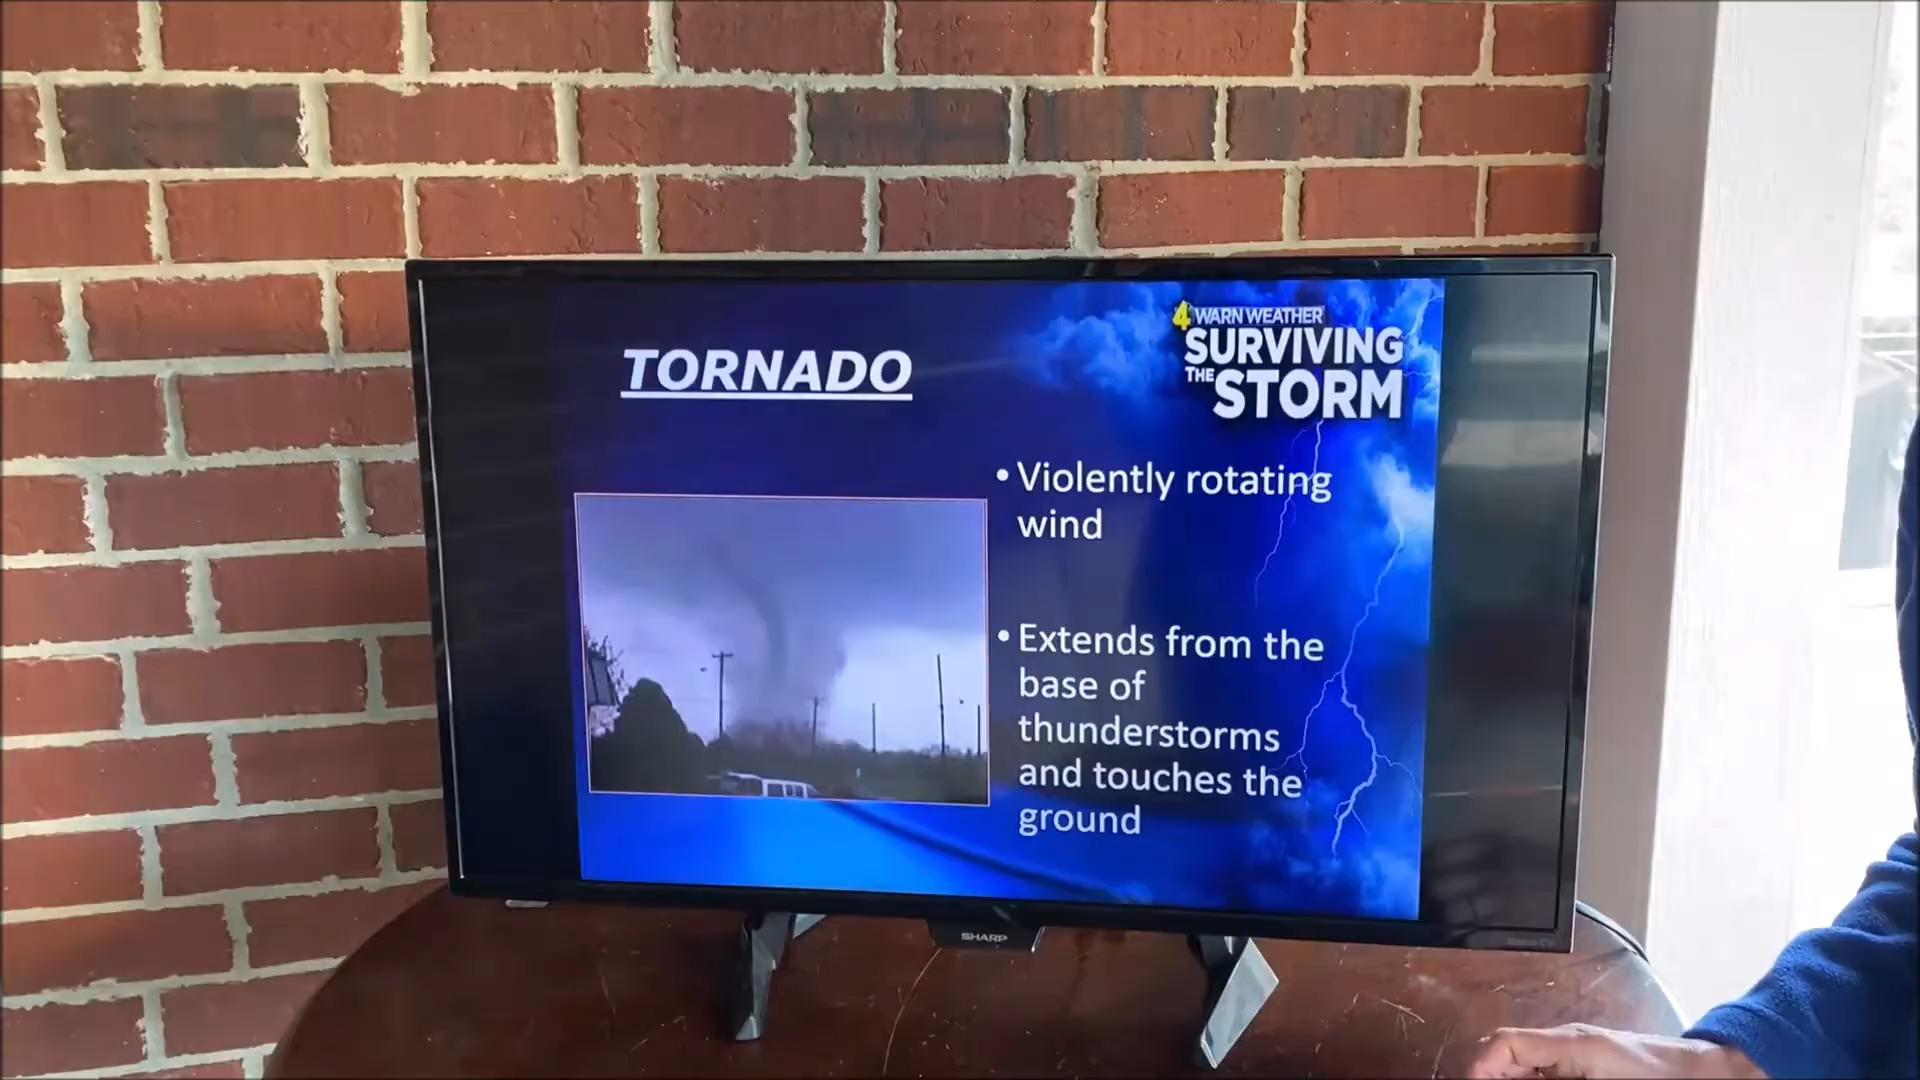 TORNADO
4 WARN WEATHER
SURVIVING
THE STORM
• Violently rotating
wind
• Extends from the
base of
thunderstorms
and touches the
ground
SHARP